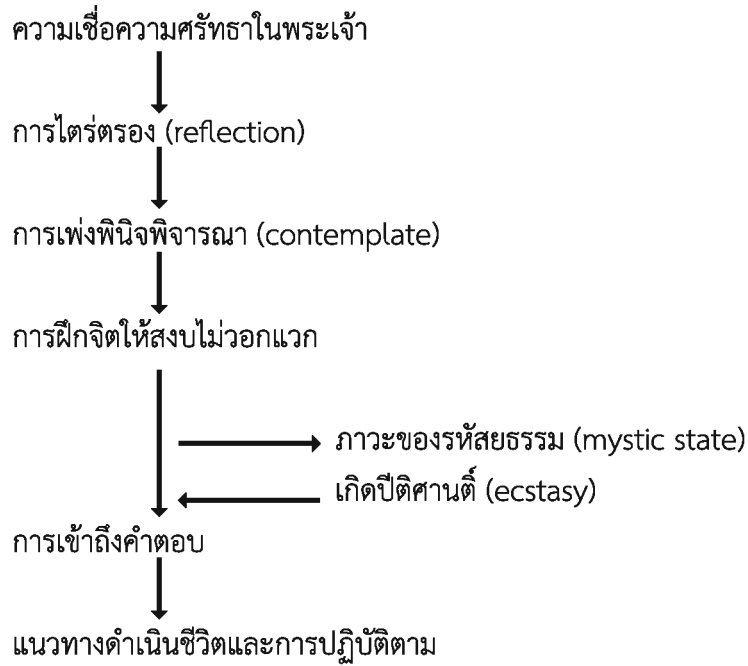 ความเชื่อความศรัทธาในพระเจ้า
การไตร่ตรอง (reflection)
การเพ่งพินิจพิจารณา (contemplate)
การฝึกจิตให้สงบไม่วอกแวก
ภาวะของรหัสยธรรม (mystic state)
เกิดปีติศานติ์ (ecstasy)
การเข้าถึงคำตอบ
แนวทางดำเนินชีวิตและการปฏิบัติตาม